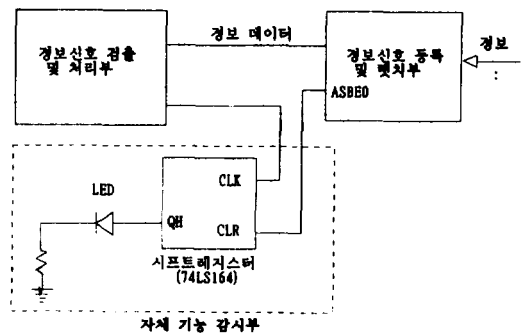 경보신호 검출
및 처리부
경보 데이터
경보신호 등록
및 랫치부
경보
:
ASBE0
LED
CLK
QH
CLR
시프트레지스터
(74LS164)
자체 기능 감시부